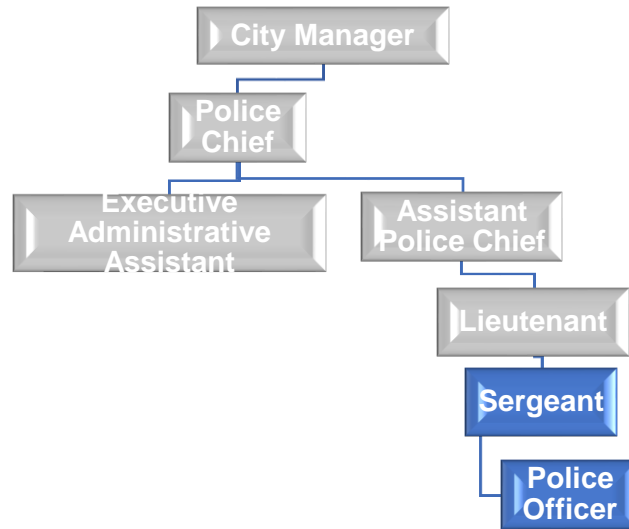 City Manager
Police
Chief
Executive
Administrative
Assistant
Assistant
Police Chief
Lieutenant
Sergeant
Police
Officer